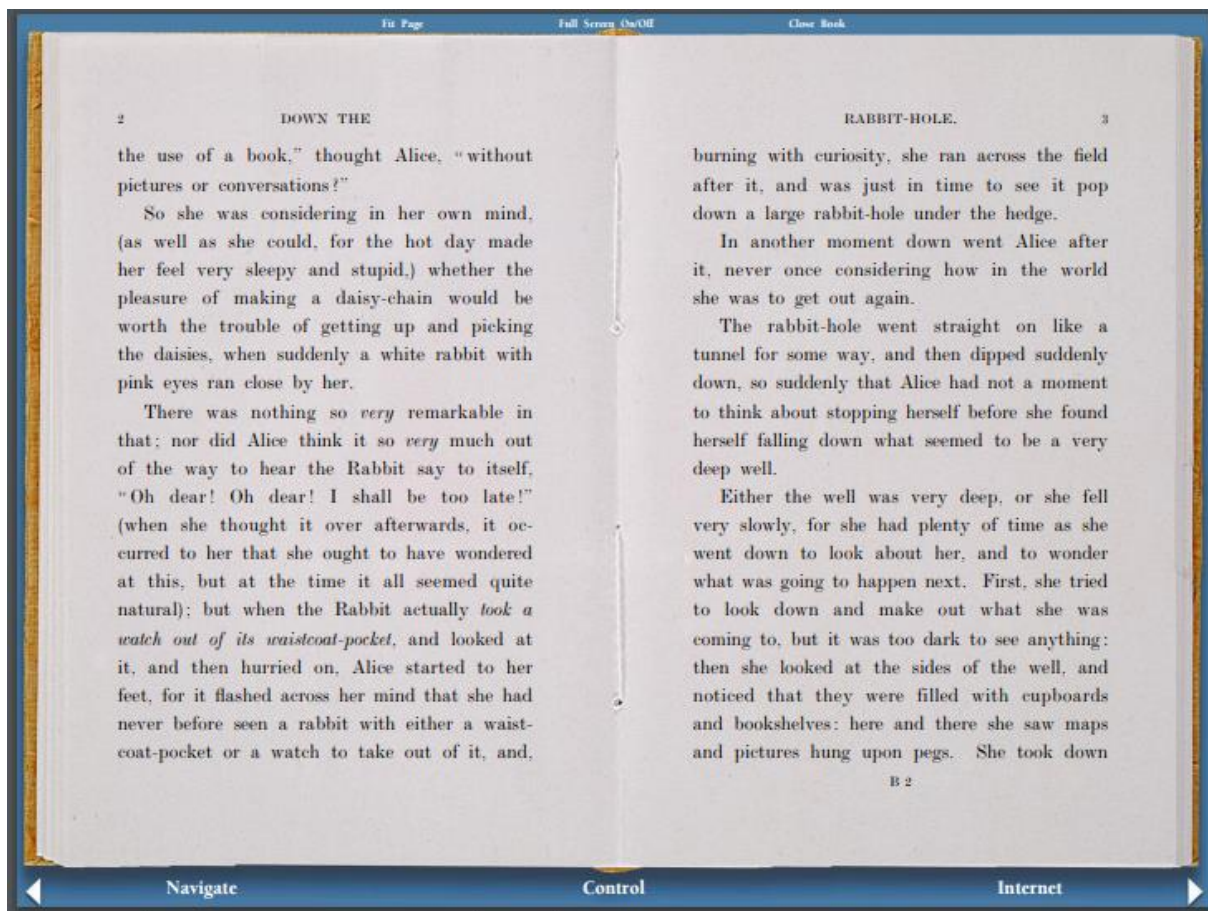 Fit Page Full Screen On/Off Close Book
2 DOWN THE
the use of a book,” thought Alice, “without
pictures or conversations?”
So she was considering in her own mind,
(as well as she could, for the hot day made
her feel very sleepy and stupid,) whether the
pleasure of making a daisy-chain would be
worth the trouble of getting up and picking
the daisies, when suddenly a white rabbit with
pink eyes ran close by her.
There was nothing so very remarkable in
that; nor did Alice think it so very much out
of the way to hear the Rabbit say to itself,
“Oh dear! Oh dear! I shall be too late!”
(when she thought it over afterwards, it oc-
curred to her that she ought to have wondered
at this, but at the time it all seemed quite
natural); but when the Rabbit actually took a
watch out of its waistcoat-pocket, and looked at
it, and then hurried on, Alice started to her
feet, for it flashed across her mind that she had
never before seen a rabbit with either a waist-
coat-pocket or a watch to take out of it, and,
RABBIT-HOLE. 3
burning with curiosity, she ran across the field
after it, and was just in time to see it pop
down a large rabbit-hole under the hedge.
In another moment down went Alice after
it, never once considering how in the world
she was to get out again.
The rabbit-hole went straight on like a
tunnel for some way, and then dipped suddenly
down, so suddenly that Alice had not a moment
to think about stopping herself before she found
herself falling down what seemed to be a very
deep well.
Either the well was very deep, or she fell
very slowly, for she had plenty of time as she
went down to look about her, and to wonder
what was going to happen next. First, she tried
to look down and make out what she was
coming to, but it was too dark to see anything:
then she looked at the sides of the well, and
noticed that they were filled with cupboards
and bookshelves: here and there she saw maps
and pictures hung upon pegs. She took down
B 2
Navigate Control Internet